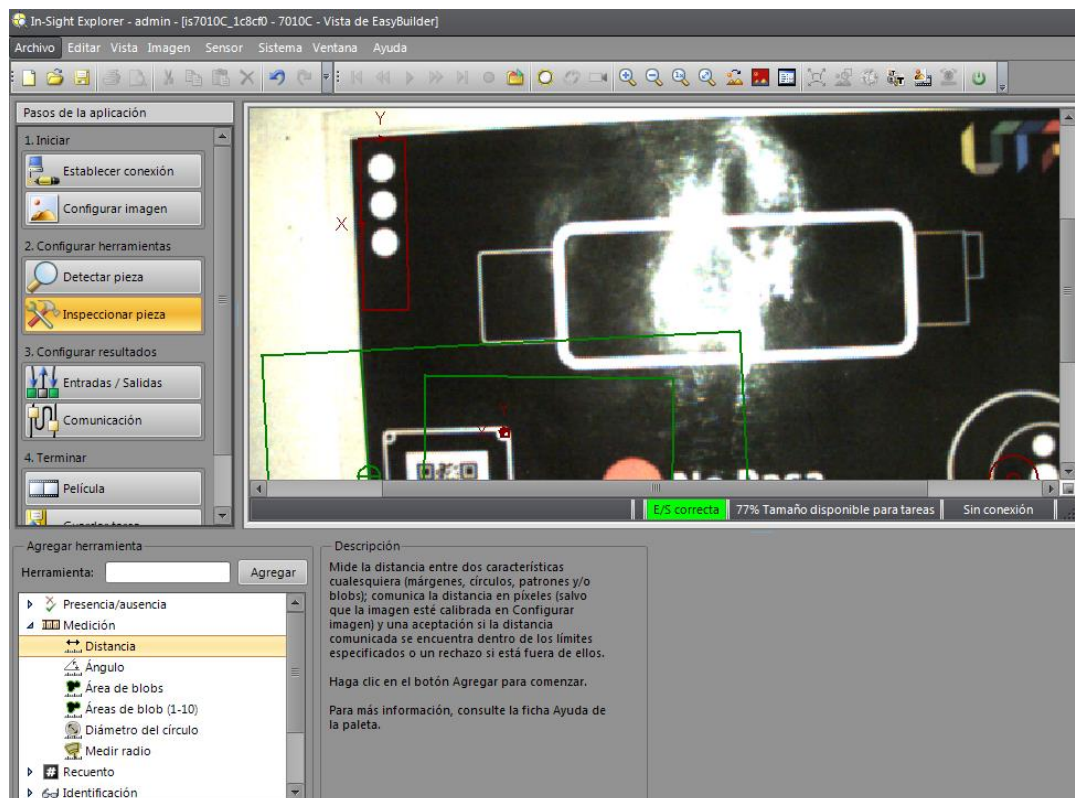 In-Sight Explorer - admin - [is7010C_1c8cf0 - 7010C - Vista de EasyBuilder]
Archivo Editar Vista Imagen Sensor Sistema Ventana Ayuda
Pasos de la aplicación
1. Iniciar
Establecer conexión
Configurar imagen
2. Configurar herramientas
Detectar pieza
Inspeccionar pieza
3. Configurar resultados
Entradas / Salidas
Comunicación
4. Terminar
Película
Guardar tarea
Y
X
E/S correcta
77% Tamaño disponible para tareas
Sin conexión
Agregar herramienta
Herramienta:
Agregar
Presencia/ausencia
Medición
Distancia
Ángulo
Área de blobs
Áreas de blob (1-10)
Diámetro del círculo
Medir radio
Recuento
Identificación
Descripción
Mide la distancia entre dos características
cualesquiera (márgenes, círculos, patrones y/o
blobs); comunica la distancia en píxeles (salvo
que la imagen esté calibrada en Configurar
imagen) y una aceptación si la distancia
comunicada se encuentra dentro de los límites
especificados o un rechazo si está fuera de ellos.
Haga clic en el botón Agregar para comenzar.
Para más información, consulte la ficha Ayuda de
la paleta.